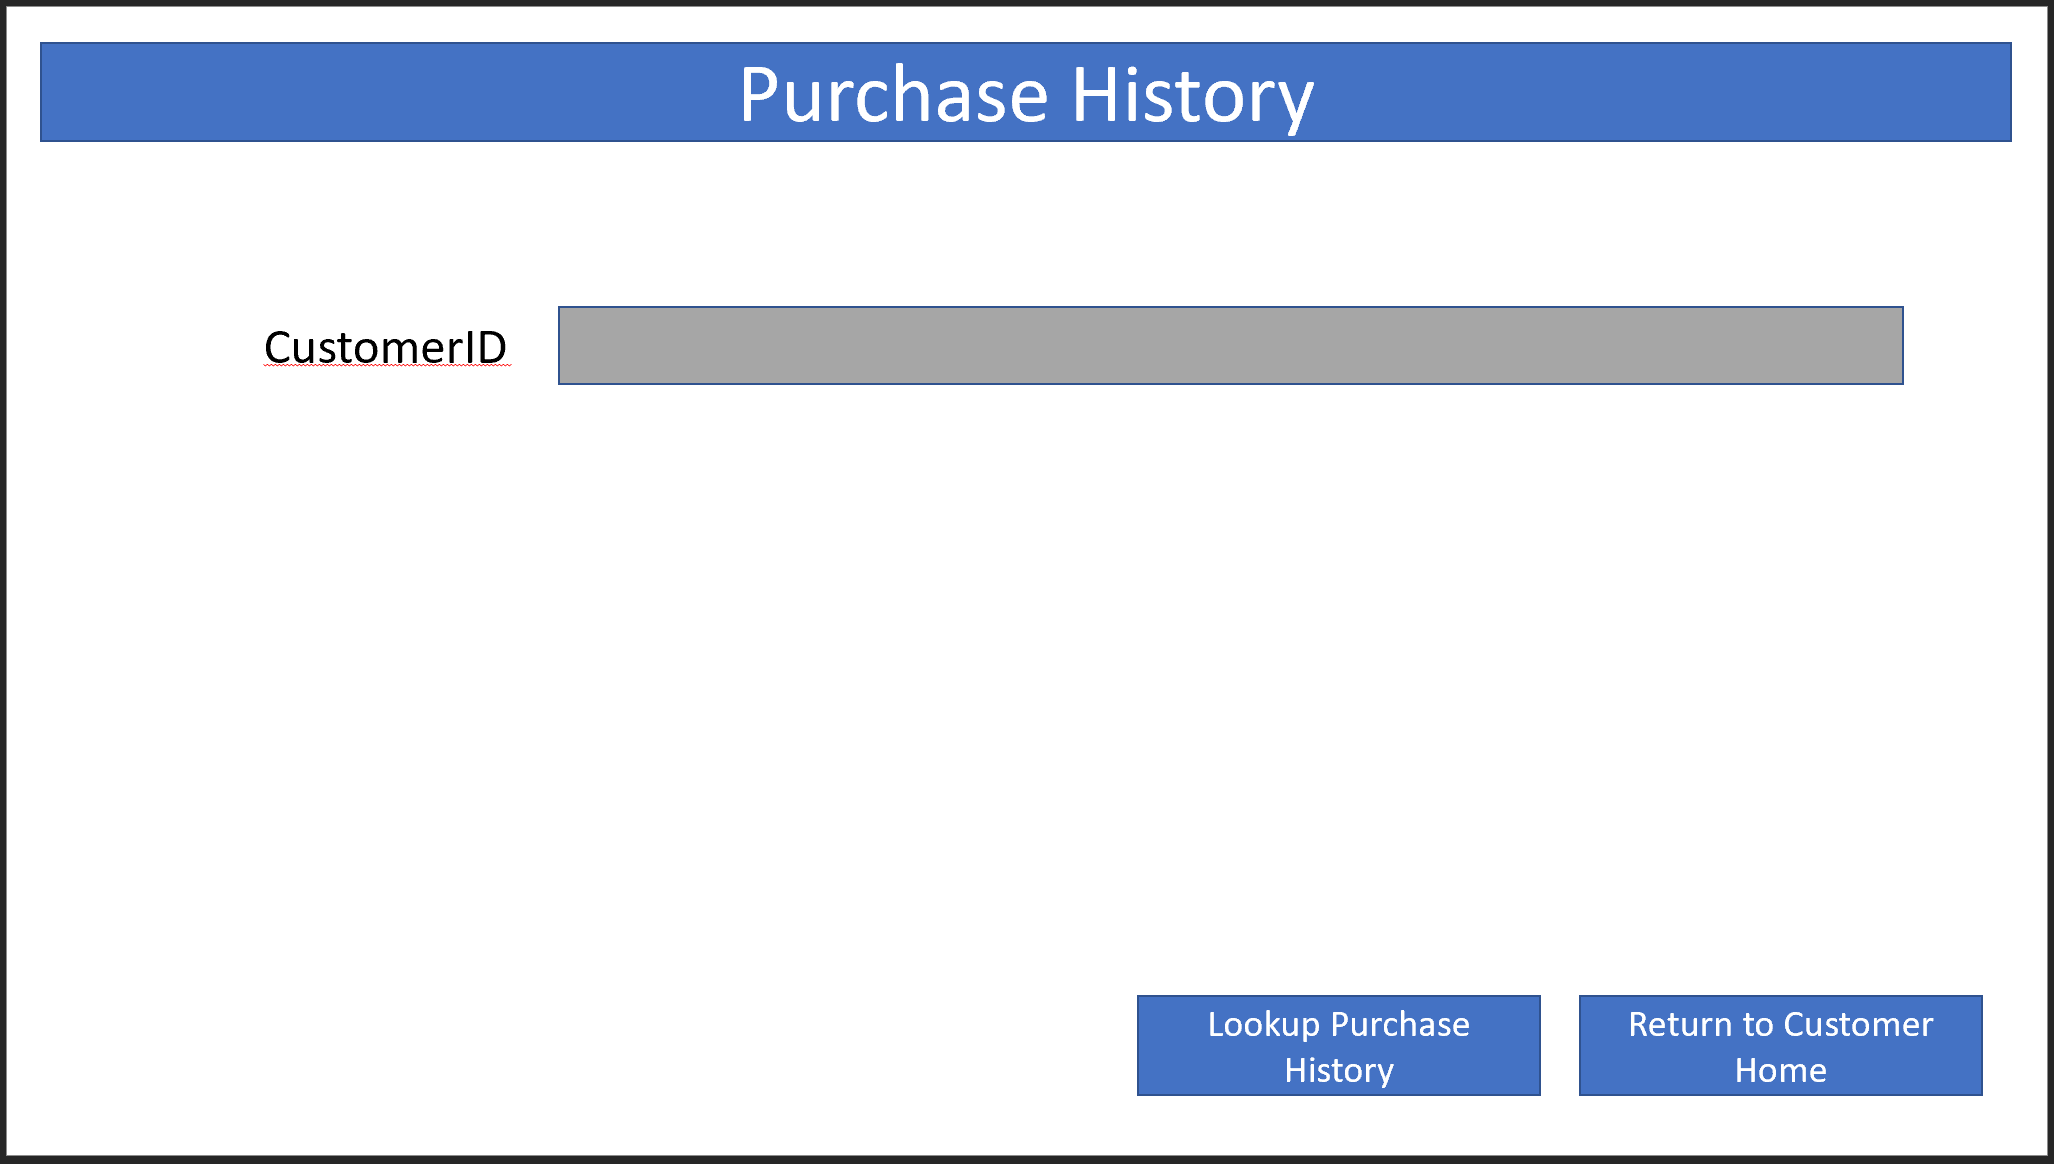 Purchase History
CustomerID
Lookup Purchase
History
Return to Customer
Home